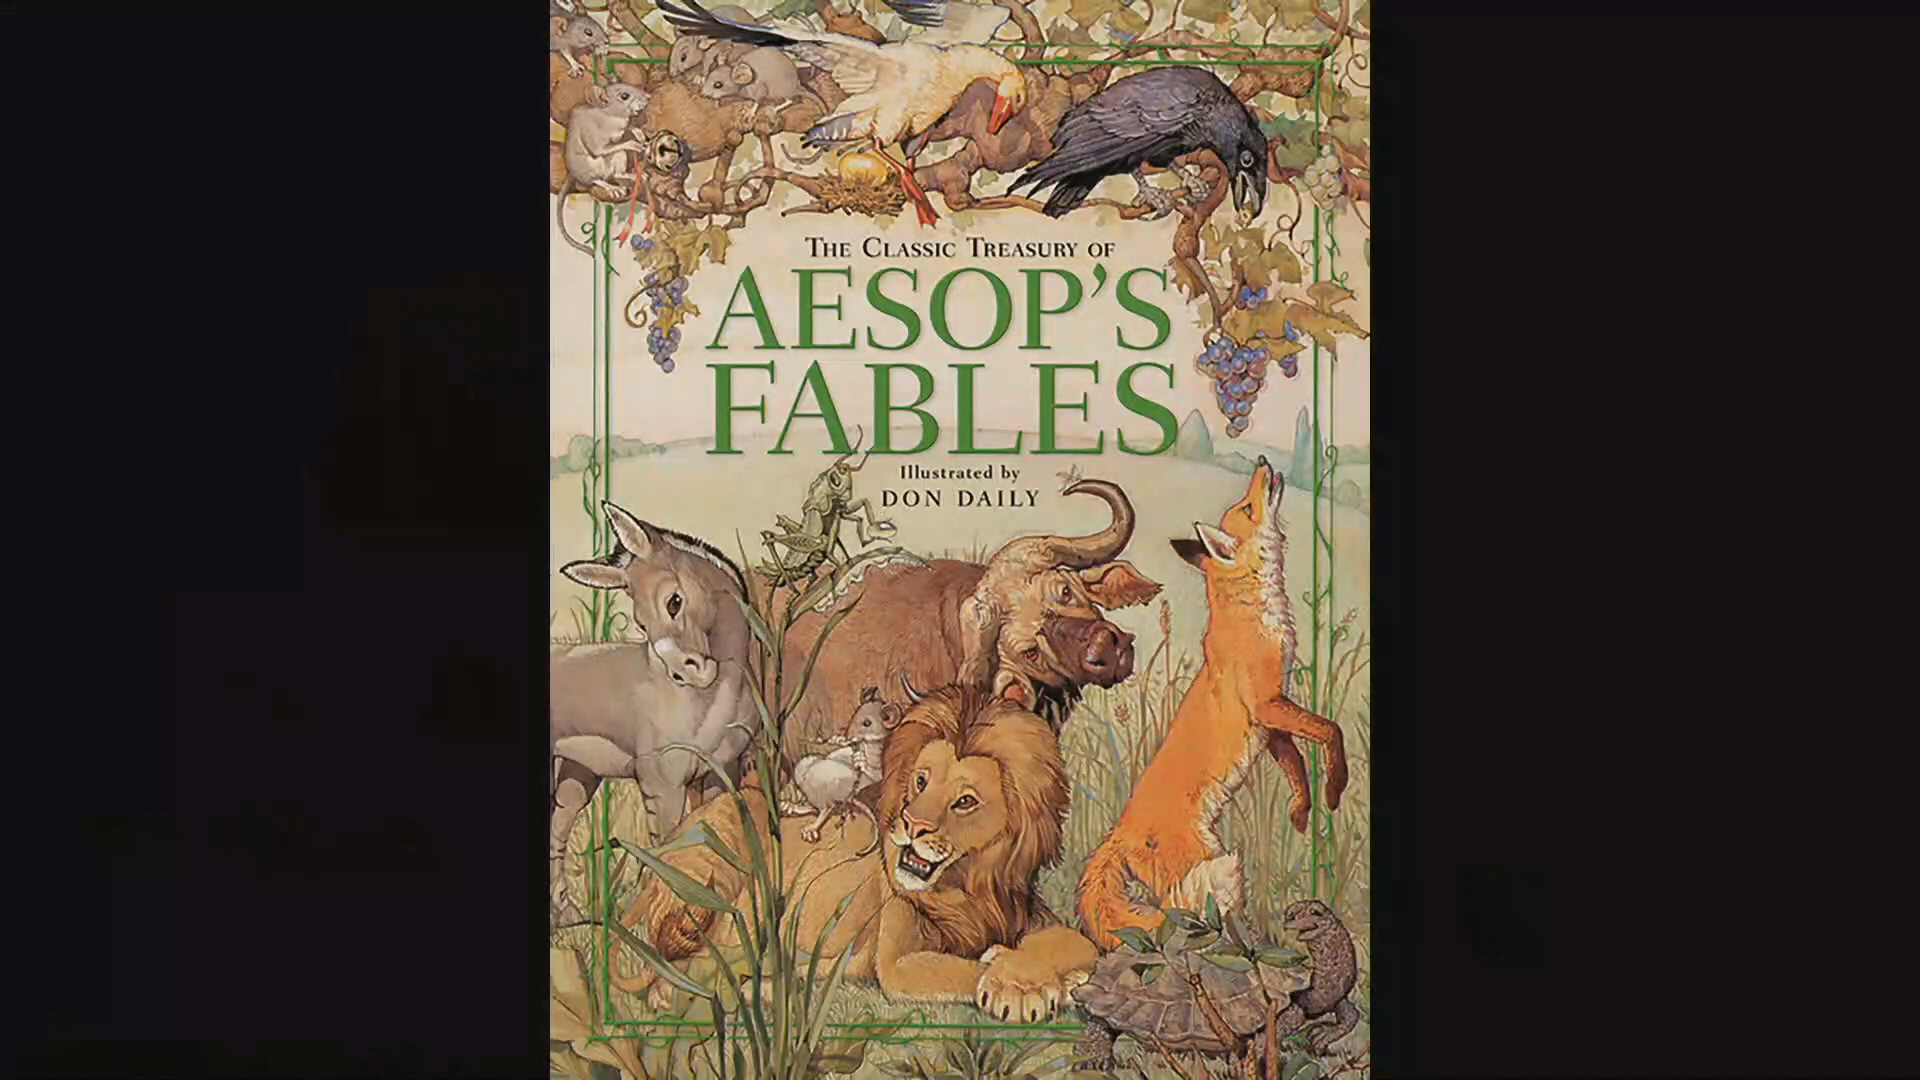 THE CLASSIC TREASURY OF
AESOP'S
FABLES
Illustrated by
DON DAILY